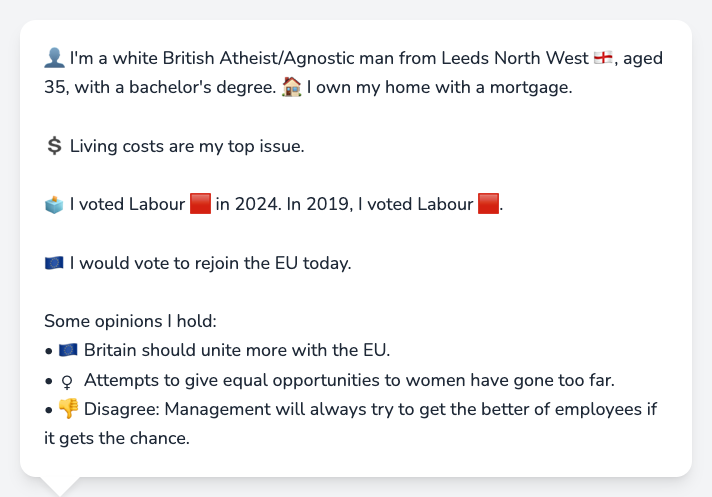 👤 I'm a white British Atheist/Agnostic man from Leeds North West 🏴󠁧󠁢󠁥󠁮󠁧󠁿, aged
35, with a bachelor's degree. 🏠 I own my home with a mortgage.
💲 Living costs are my top issue.
🗳️ I voted Labour 🟥 in 2024. In 2019, I voted Labour 🟥.
🇪🇺 I would vote to rejoin the EU today.
Some opinions I hold:
• 🇪🇺 Britain should unite more with the EU.
• ♀ Attempts to give equal opportunities to women have gone too far.
• 👎 Disagree: Management will always try to get the better of employees if
it gets the chance.